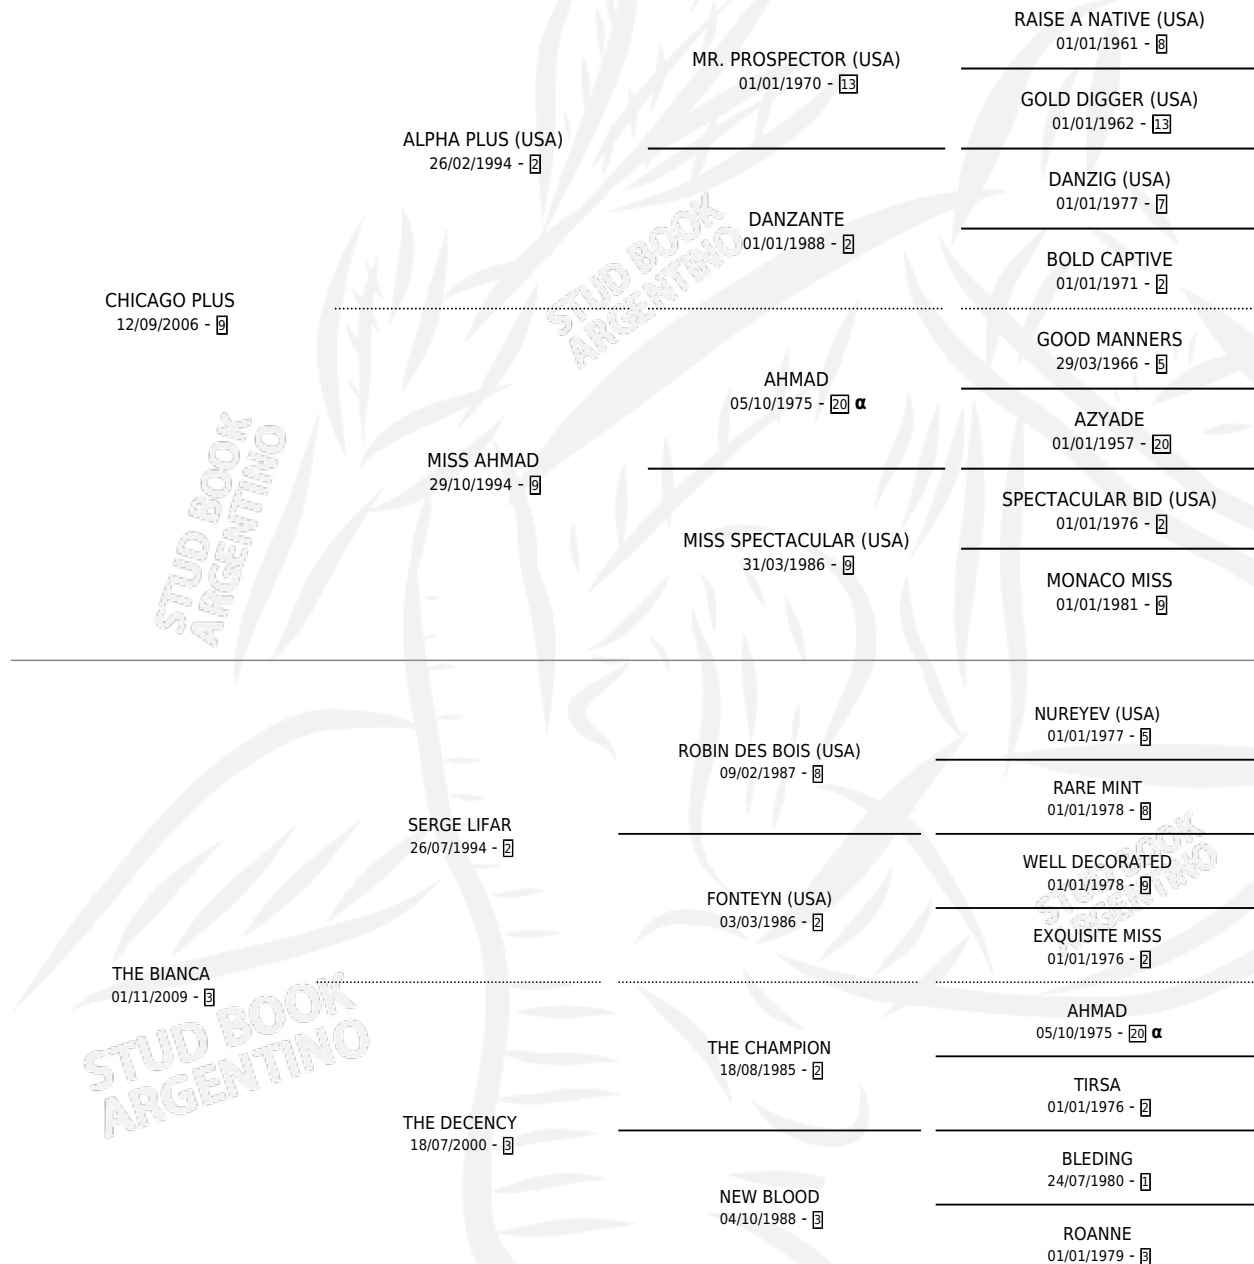 RAISE A NATIVE (USA)
01/01/1961 - 8
MR. PROSPECTOR (USA)
01/01/1970 - 13
GOLD DIGGER (USA)
01/01/1962 - 13
ALPHA PLUS (USA)
26/02/1994 - 2
DANZIG (USA)
01/01/1977 - 7
DANZANTE
01/01/1988 - 2
BOLD CAPTIVE
01/01/1971 - 2
CHICAGO PLUS
12/09/2006 - 9
GOOD MANNERS
29/03/1966 - 5
AHMAD
05/10/1975 - 20 α
AZYADE
01/01/1957 - 20
MISS AHMAD
29/10/1994 - 9
SPECTACULAR BID (USA)
01/01/1976 - 2
MISS SPECTACULAR (USA)
31/03/1986 - 9
MONACO MISS
01/01/1981 - 9
NUREYEV (USA)
01/01/1977 - 5
ROBIN DES BOIS (USA)
09/02/1987 - 8
RARE MINT
01/01/1978 - 8
SERGE LIFAR
26/07/1994 - 2
WELL DECORATED
01/01/1978 - 9
FONTEYN (USA)
03/03/1986 - 2
EXQUISITE MISS
01/01/1976 - 2
THE BIANCA
01/11/2009 - 3
AHMAD
05/10/1975 - 20 α
THE CHAMPION
18/08/1985 - 2
TIRSA
01/01/1976 - 2
THE DECENCY
18/07/2000 - 3
BLEDING
24/07/1980 - 1
NEW BLOOD
04/10/1988 - 3
ROANNE
01/01/1979 - 3
STUD BOOK
ARGENTINO
STUD BOOK
ARGENTINO
STUD BOOK
ARGENTINO
STUD BOOK
ARGENTINO